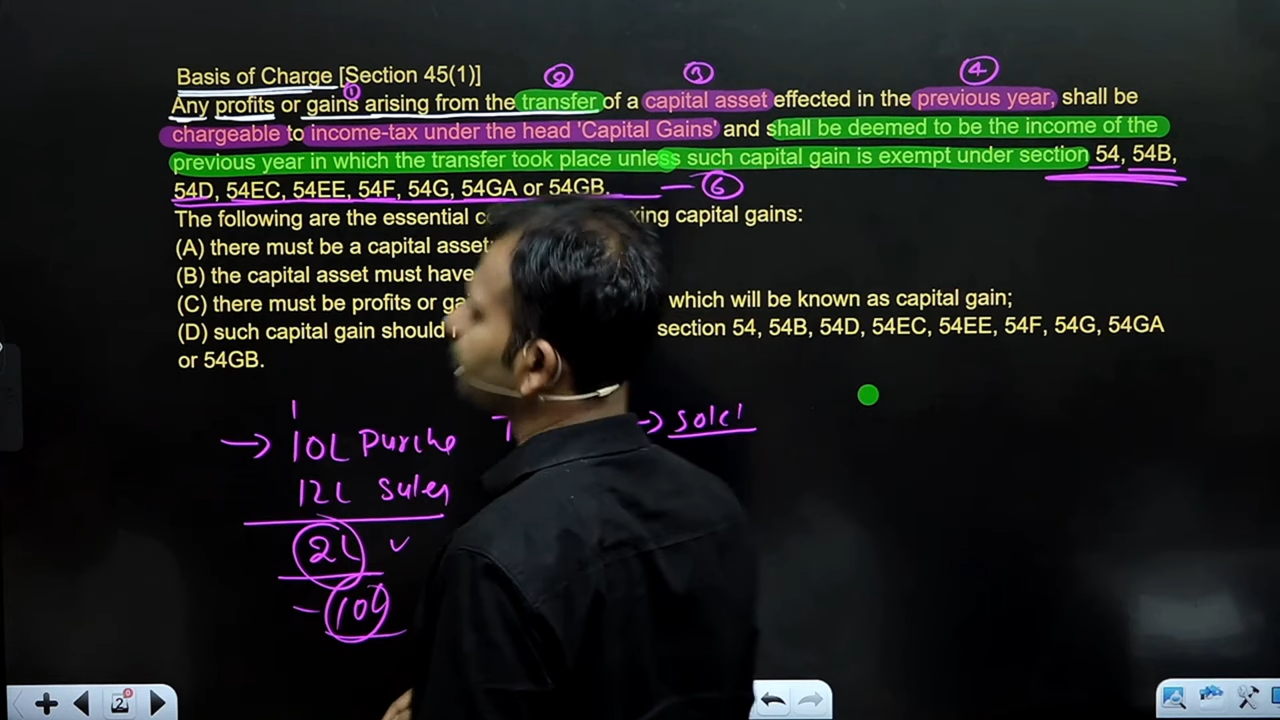 Basis of Charge [Section 45(1)]
② ③ ④
①
Any profits or gains arising from the transfer of a capital asset effected in the previous year, shall be
chargeable to income-tax under the head 'Capital Gains' and shall be deemed to be the income of the
previous year in which the transfer took place unless such capital gain is exempt under section 54, 54B,
54D, 54EC, 54EE, 54F, 54G, 54GA or 54GB. — ⑥
The following are the essential xing capital gains:
(A) there must be a capital asset
(B) the capital asset must have
(C) there must be profits or which will be known as capital gain;
(D) such capital gain should section 54, 54B, 54D, 54EC, 54EE, 54F, 54G, 54GA
or 54GB.
→ 10L Purche → sold
12L Sales
2L ✓
2